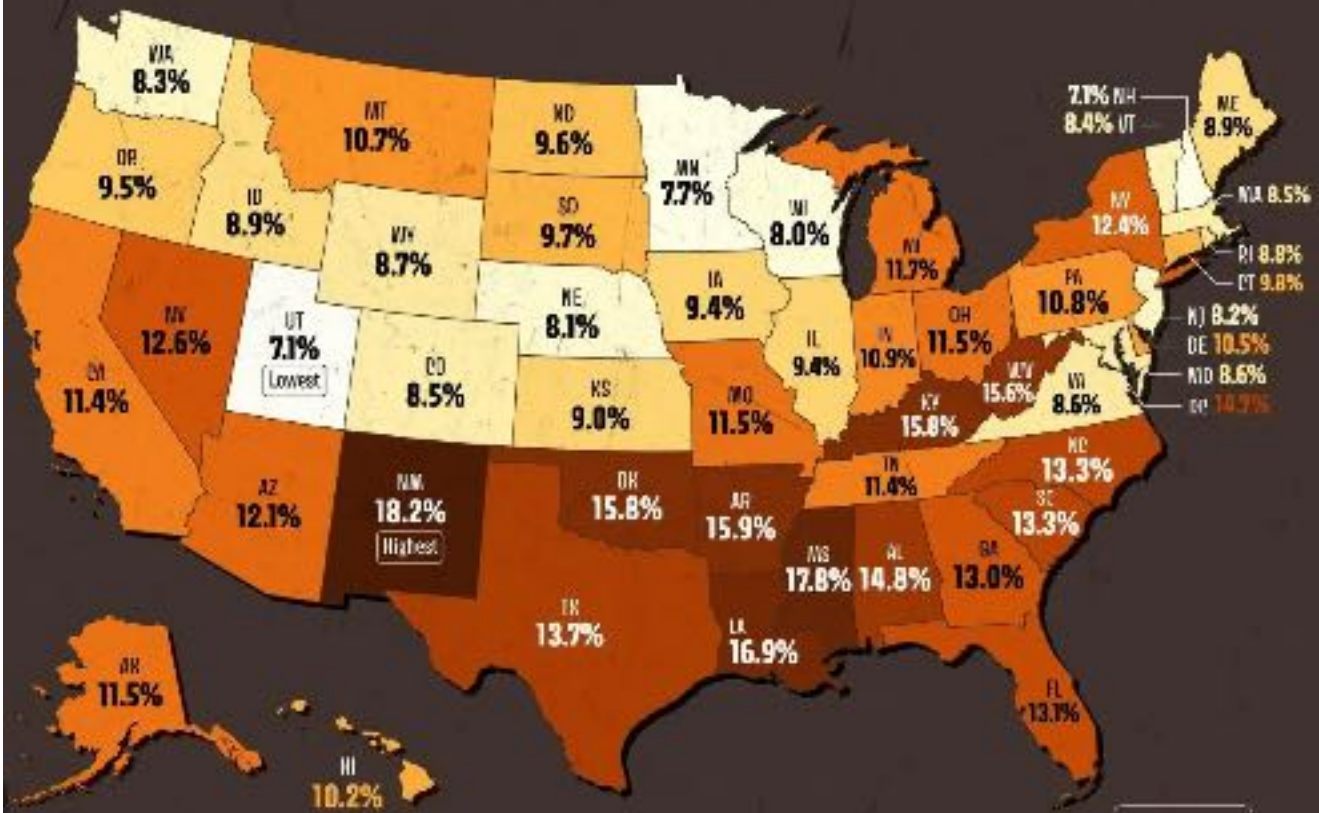 WA
8.3%
MT
10.7%
ND
9.6%
MN
7.7%
7.1% NH
8.4% VT
ME
8.9%
OR
9.5%
ID
8.9%
WY
8.7%
SD
9.7%
WI
8.0%
MI
11.7%
NY
12.4%
MA 8.5%
RI 8.8%
CT 9.8%
NV
12.6%
UT
7.1%
Lowest
CO
8.5%
NE
8.1%
IA
9.4%
IL
9.4%
IN
10.9%
OH
11.5%
PA
10.8%
NJ 8.2%
DE 10.5%
MD 8.6%
CA
11.4%
KS
9.0%
MO
11.5%
KY
15.8%
WV
15.6%
VA
8.6%
AZ
12.1%
NM
18.2%
Highest
OK
15.8%
AR
15.9%
TN
11.4%
NC
13.3%
SC
13.3%
MS
17.8%
AL
14.8%
GA
13.0%
TX
13.7%
LA
16.9%
FL
13.1%
AK
11.5%
HI
10.2%